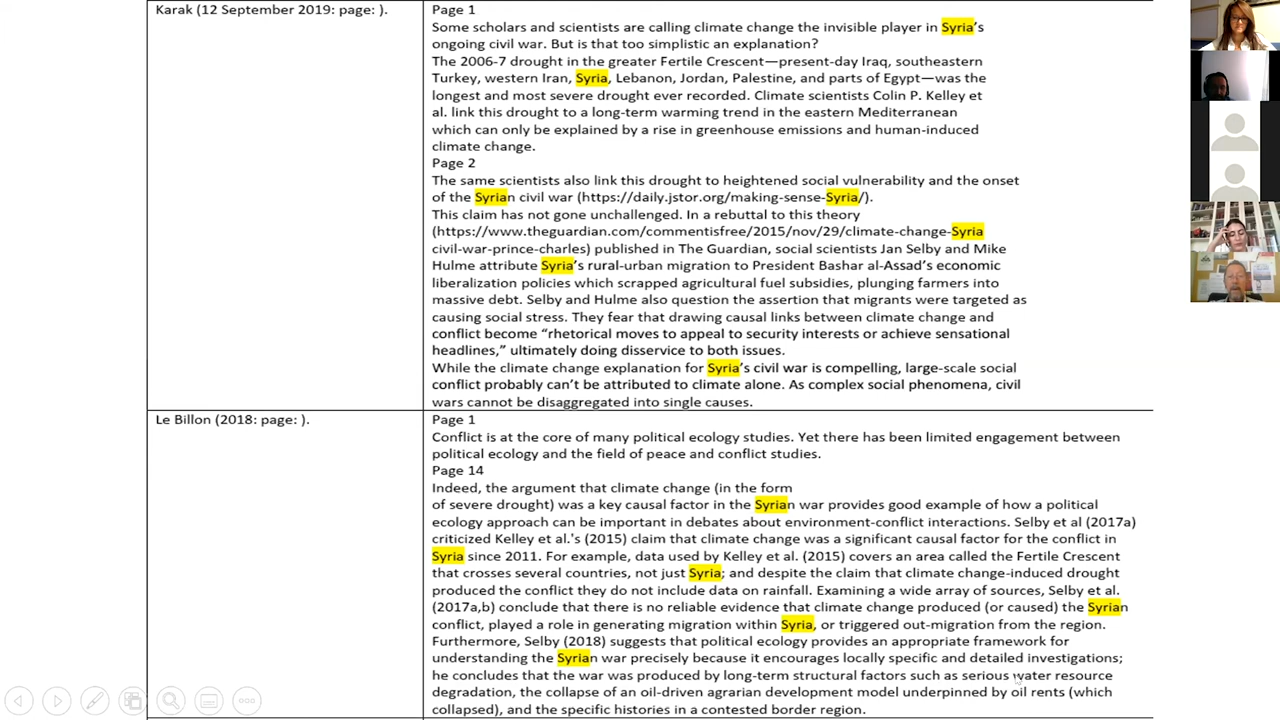 Karak (12 September 2019: page: ).
Page 1
Some scholars and scientists are calling climate change the invisible player in Syria's
ongoing civil war. But is that too simplistic an explanation?
The 2006-7 drought in the greater Fertile Crescent—present-day Iraq, southeastern
Turkey, western Iran, Syria, Lebanon, Jordan, Palestine, and parts of Egypt—was the
longest and most severe drought ever recorded. Climate scientists Colin P. Kelley et
al. link this drought to a long-term warming trend in the eastern Mediterranean
which can only be explained by a rise in greenhouse emissions and human-induced
climate change.
Page 2
The same scientists also link this drought to heightened social vulnerability and the onset
of the Syrian civil war (https://daily.jstor.org/making-sense-Syria/).
This claim has not gone unchallenged. In a rebuttal to this theory
(https://www.theguardian.com/commentisfree/2015/nov/29/climate-change-Syria
civil-war-prince-charles) published in The Guardian, social scientists Jan Selby and Mike
Hulme attribute Syria's rural-urban migration to President Bashar al-Assad's economic
liberalization policies which scrapped agricultural fuel subsidies, plunging farmers into
massive debt. Selby and Hulme also question the assertion that migrants were targeted as
causing social stress. They fear that drawing causal links between climate change and
conflict become “rhetorical moves to appeal to security interests or achieve sensational
headlines,” ultimately doing disservice to both issues.
While the climate change explanation for Syria's civil war is compelling, large-scale social
conflict probably can't be attributed to climate alone. As complex social phenomena, civil
wars cannot be disaggregated into single causes.
Le Billon (2018: page: ).
Page 1
Conflict is at the core of many political ecology studies. Yet there has been limited engagement between
political ecology and the field of peace and conflict studies.
Page 14
Indeed, the argument that climate change (in the form
of severe drought) was a key causal factor in the Syrian war provides good example of how a political
ecology approach can be important in debates about environment-conflict interactions. Selby et al (2017a)
criticized Kelley et al.'s (2015) claim that climate change was a significant causal factor for the conflict in
Syria since 2011. For example, data used by Kelley et al. (2015) covers an area called the Fertile Crescent
that crosses several countries, not just Syria; and despite the claim that climate change-induced drought
produced the conflict they do not include data on rainfall. Examining a wide array of sources, Selby et al.
(2017a,b) conclude that there is no reliable evidence that climate change produced (or caused) the Syrian
conflict, played a role in generating migration within Syria, or triggered out-migration from the region.
Furthermore, Selby (2018) suggests that political ecology provides an appropriate framework for
understanding the Syrian war precisely because it encourages locally specific and detailed investigations;
he concludes that the war was produced by long-term structural factors such as serious water resource
degradation, the collapse of an oil-driven agrarian development model underpinned by oil rents (which
collapsed), and the specific histories in a contested border region.